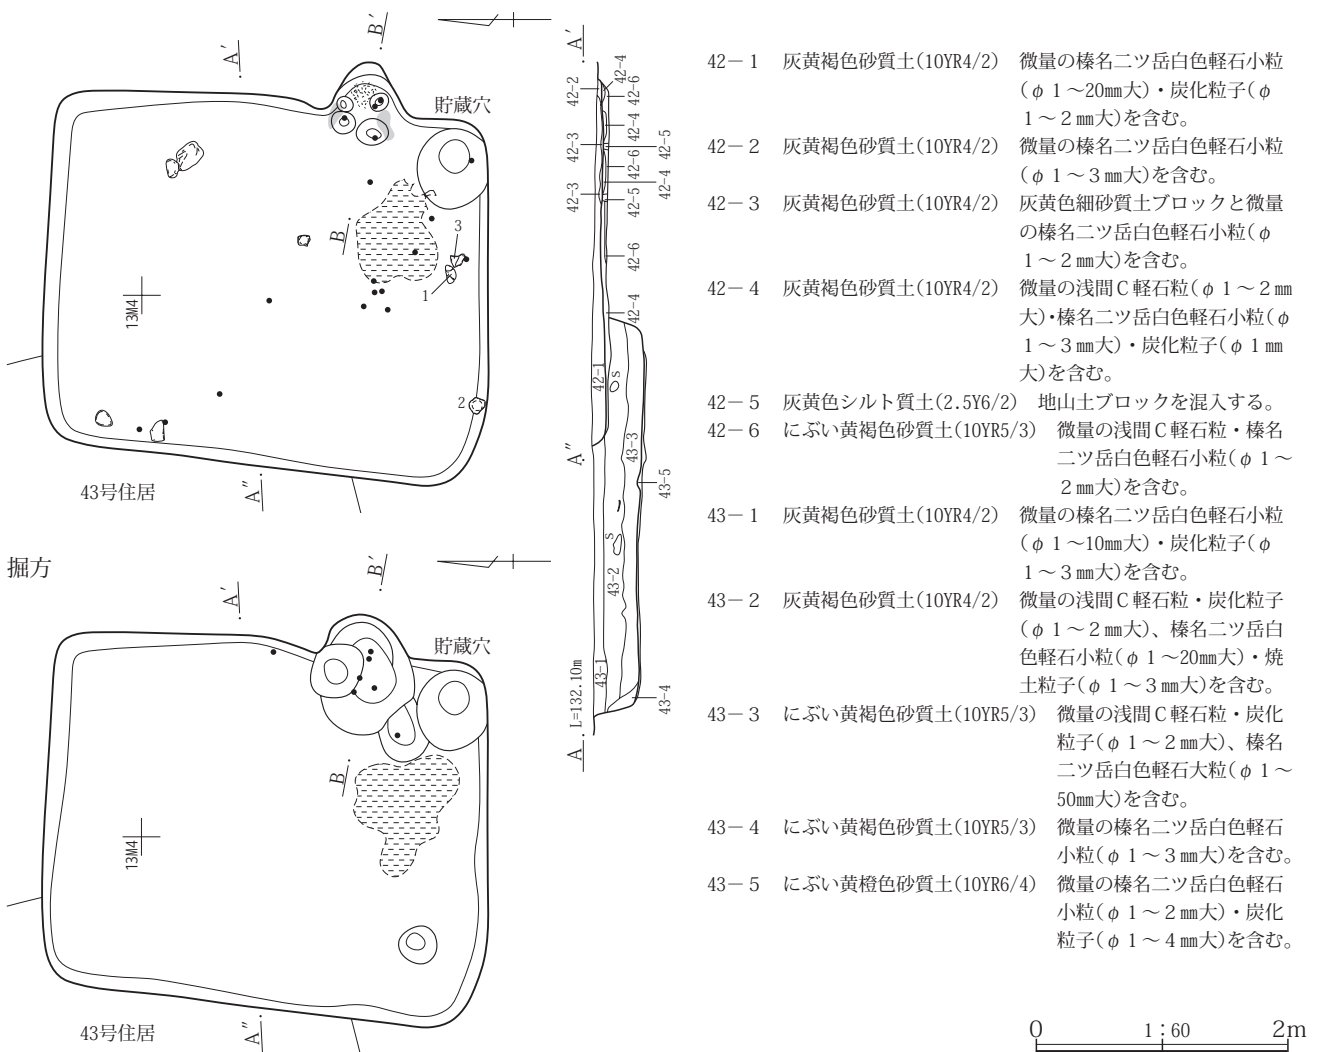 B'
A'
貯蔵穴
B
3
1
13M4
2
43号住居
A"
掘方
B'
A'
貯蔵穴
B
13M4
43号住居
A"
A'
42-4
42-2
42-6
42-4
42-3
42-5
42-6
42-4
42-3
42-5
42-6
42-4
42-1
S
43-3
A"
43-5
S
43-2
43-1
43-4
L=132.10m
A
42－1 灰黄褐色砂質土(10YR4/2) 微量の榛名二ツ岳白色軽石小粒
(φ１～20㎜大)・炭化粒子(φ
１～２㎜大)を含む。
42－2 灰黄褐色砂質土(10YR4/2) 微量の榛名二ツ岳白色軽石小粒
(φ１～３㎜大)を含む。
42－3 灰黄褐色砂質土(10YR4/2) 灰黄色細砂質土ブロックと微量
の榛名二ツ岳白色軽石小粒(φ
１～２㎜大)を含む。
42－4 灰黄褐色砂質土(10YR4/2) 微量の浅間Ｃ軽石粒(φ１～２㎜
大)・榛名二ツ岳白色軽石小粒(φ
１～３㎜大)・炭化粒子(φ１㎜
大)を含む。
42－5 灰黄色シルト質土(2.5Y6/2) 地山土ブロックを混入する。
42－6 にぶい黄褐色砂質土(10YR5/3) 微量の浅間Ｃ軽石粒・榛名
二ツ岳白色軽石小粒(φ１～
２㎜大)を含む。
43－1 灰黄褐色砂質土(10YR4/2) 微量の榛名二ツ岳白色軽石小粒
(φ１～10㎜大)・炭化粒子(φ
１～３㎜大)を含む。
43－2 灰黄褐色砂質土(10YR4/2) 微量の浅間Ｃ軽石粒・炭化粒子
(φ１～２㎜大)、榛名二ツ岳白
色軽石小粒(φ１～20㎜大)・焼
土粒子(φ１～３㎜大)を含む。
43－3 にぶい黄褐色砂質土(10YR5/3) 微量の浅間Ｃ軽石粒・炭化
粒子(φ１～２㎜大)、榛名
二ツ岳白色軽石大粒(φ１～
50㎜大)を含む。
43－4 にぶい黄褐色砂質土(10YR5/3) 微量の榛名二ツ岳白色軽石
小粒(φ１～３㎜大)を含む。
43－5 にぶい黄橙色砂質土(10YR6/4) 微量の榛名二ツ岳白色軽石
小粒(φ１～２㎜大)・炭化
粒子(φ１～４㎜大)を含む。
0 1：60 2m